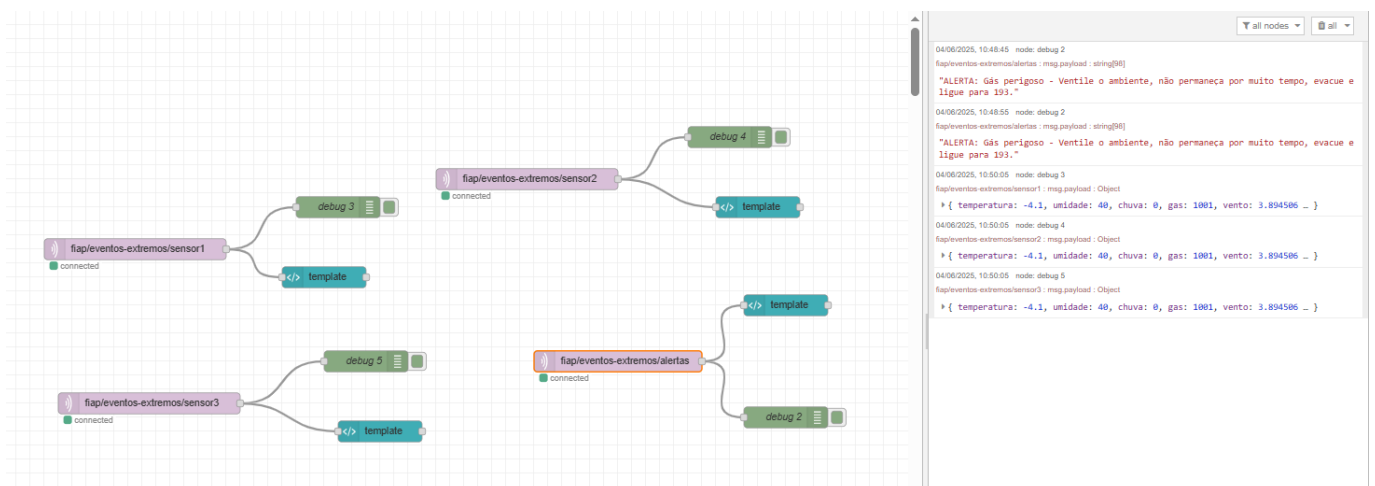 debug 4
fiap/eventos-extremos/sensor2
connected
template
debug 3
fiap/eventos-extremos/sensor1
connected
template
template
debug 5
fiap/eventos-extremos/alertas
connected
fiap/eventos-extremos/sensor3
connected
template
debug 2
all nodes
all
04/06/2025, 10:48:45 node: debug 2
fiap/eventos-extremos/alertas : msg.payload : string[96]
"ALERTA: Gás perigoso - Ventile o ambiente, não permaneça por muito tempo, evacue e
ligue para 193."
04/06/2025, 10:48:55 node: debug 2
fiap/eventos-extremos/alertas : msg.payload : string[96]
"ALERTA: Gás perigoso - Ventile o ambiente, não permaneça por muito tempo, evacue e
ligue para 193."
04/06/2025, 10:50:05 node: debug 3
fiap/eventos-extremos/sensor1 : msg.payload : Object
{ temperatura: -4.1, umidade: 40, chuva: 0, gas: 1001, vento: 3.894506 … }
04/06/2025, 10:50:05 node: debug 4
fiap/eventos-extremos/sensor2 : msg.payload : Object
{ temperatura: -4.1, umidade: 40, chuva: 0, gas: 1001, vento: 3.894506 … }
04/06/2025, 10:50:05 node: debug 5
fiap/eventos-extremos/sensor3 : msg.payload : Object
{ temperatura: -4.1, umidade: 40, chuva: 0, gas: 1001, vento: 3.894506 … }